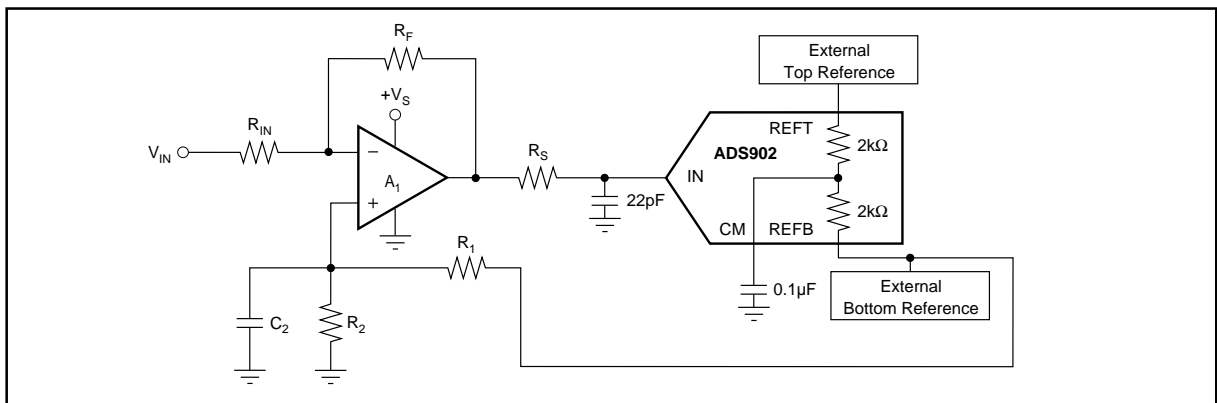 R_F
External
Top Reference
+V_S
R_IN
REFT
V_IN
−
ADS902
2kΩ
R_S
A_1
IN
+
22pF
2kΩ
CM
REFB
R_1
0.1µF
External
Bottom Reference
C_2
R_2